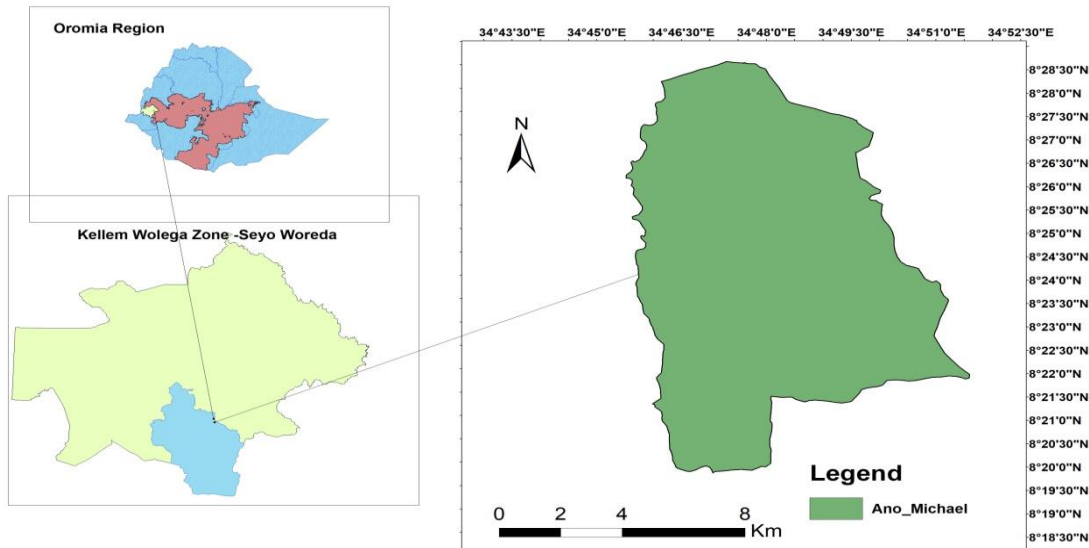 Oromia Region
Kellem Wolega Zone -Seyo Woreda
34°43'30"E 34°45'0"E 34°46'30"E 34°48'0"E 34°49'30"E 34°51'0"E 34°52'30"E
N
8°28'30"N
8°28'0"N
8°27'30"N
8°27'0"N
8°26'30"N
8°26'0"N
8°25'30"N
8°25'0"N
8°24'30"N
8°24'0"N
8°23'30"N
8°23'0"N
8°22'30"N
8°22'0"N
8°21'30"N
8°21'0"N
8°20'30"N
8°20'0"N
8°19'30"N
8°19'0"N
8°18'30"N
Legend
Ano_Michael
0 2 4 8
Km